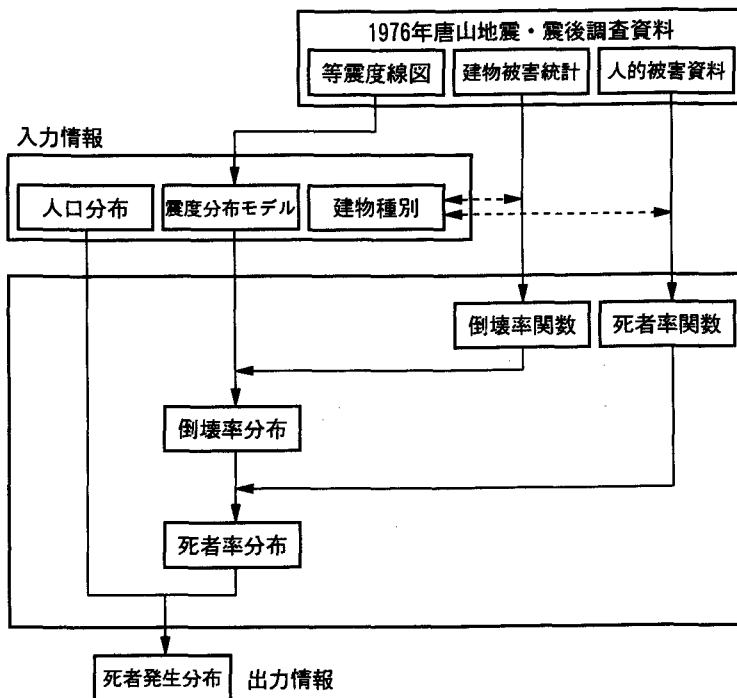 1976年唐山地震・震後調査資料
等震度線図
建物被害統計
人的被害資料
入力情報
人口分布
震度分布モデル
建物種別
倒壊率関数
死者率関数
倒壊率分布
死者率分布
死者発生分布
出力情報